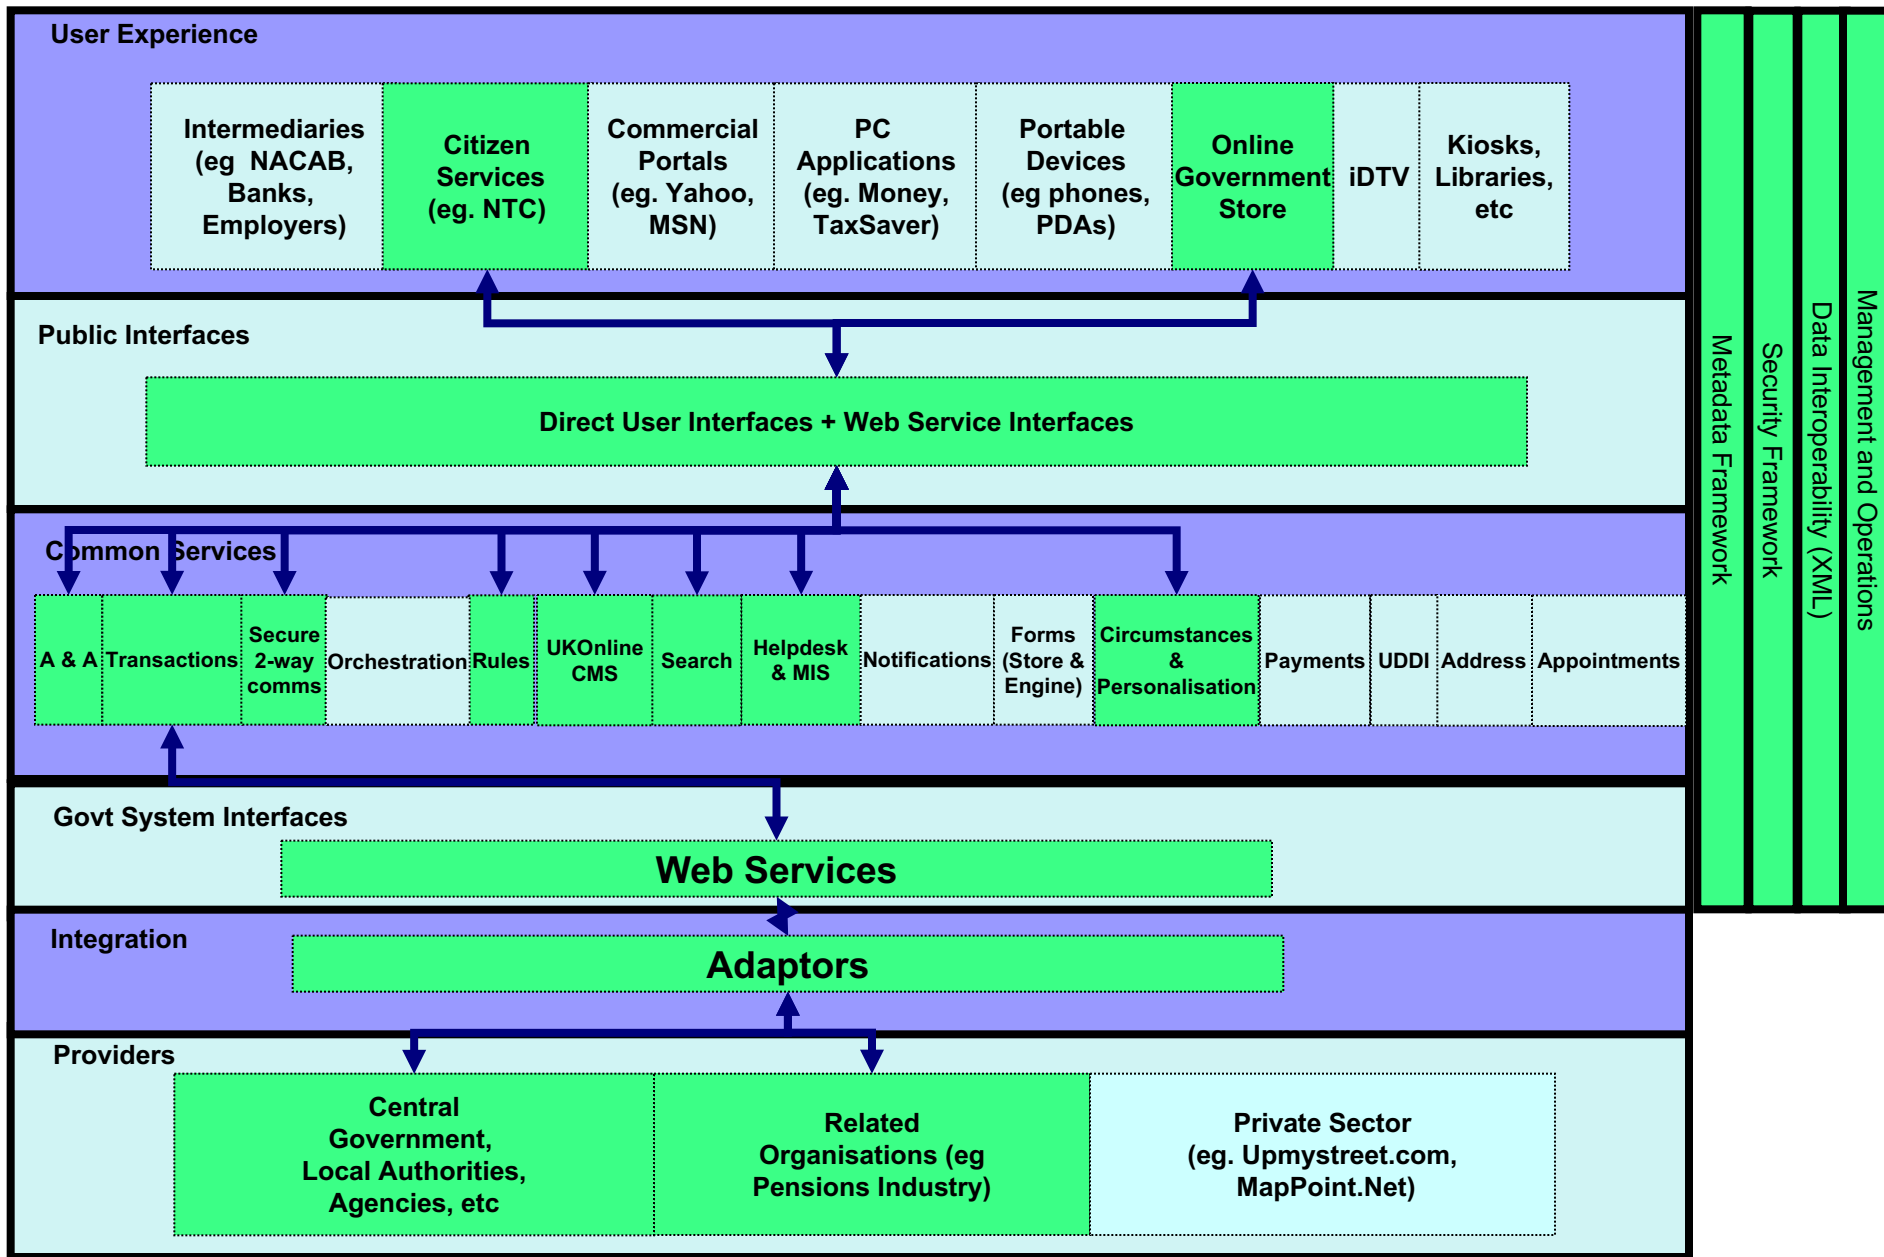 User Experience
Intermediaries
(eg  NACAB,
Banks,
Employers)
Citizen
Services
(eg. NTC)
Commercial
Portals
(eg. Yahoo,
MSN)
PC
Applications
(eg. Money,
TaxSaver)
Portable
Devices
(eg phones,
PDAs)
Online
Government
Store
iDTV
Kiosks,
Libraries,
etc
Public Interfaces
Direct User Interfaces + Web Service Interfaces
Common Services
A & A
Transactions
Secure
2-way
comms
Orchestration
Rules
UKOnline
CMS
Search
Helpdesk
& MIS
Notifications
Forms
(Store &
Engine)
Circumstances
&
Personalisation
Payments
UDDI
Address
Appointments
Govt System Interfaces
Web Services
Integration
Adaptors
Providers
Central
Government,
Local Authorities,
Agencies, etc
Related
Organisations (eg
Pensions Industry)
Private Sector
(eg. Upmystreet.com,
MapPoint.Net)
Metadata Framework
Security Framework
Data Interoperability (XML)
Management and Operations